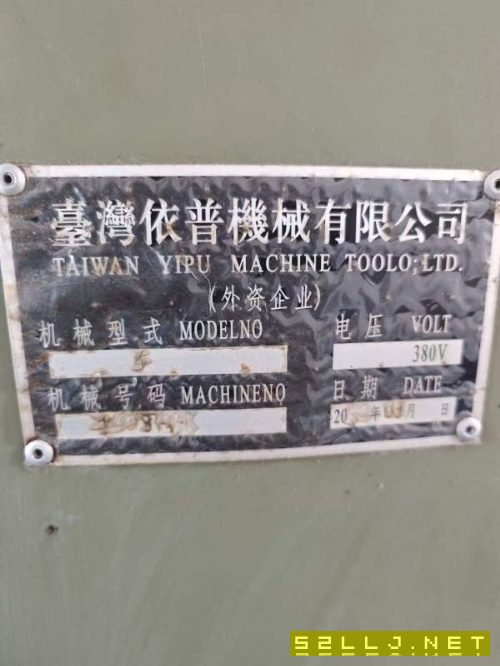 臺灣依普機械有限公司
TAIWAN YIPU MACHINE TOOLO;LTD.
(外资企业)
机械型式 MODELNO
电压 VOLT
380V
机械号码 MACHINENO
日期 DATE
20 年 月 日
52LLJ.NET